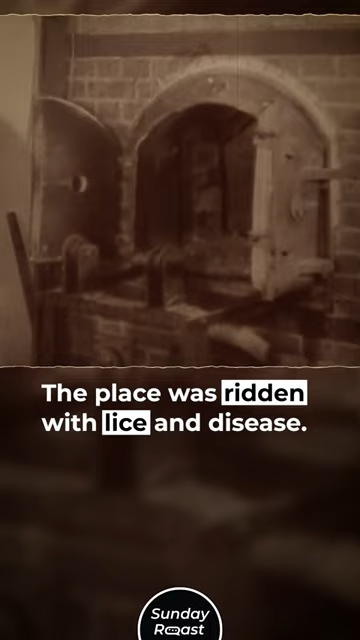 The place was ridden
with lice and disease.
Sunday
Roast